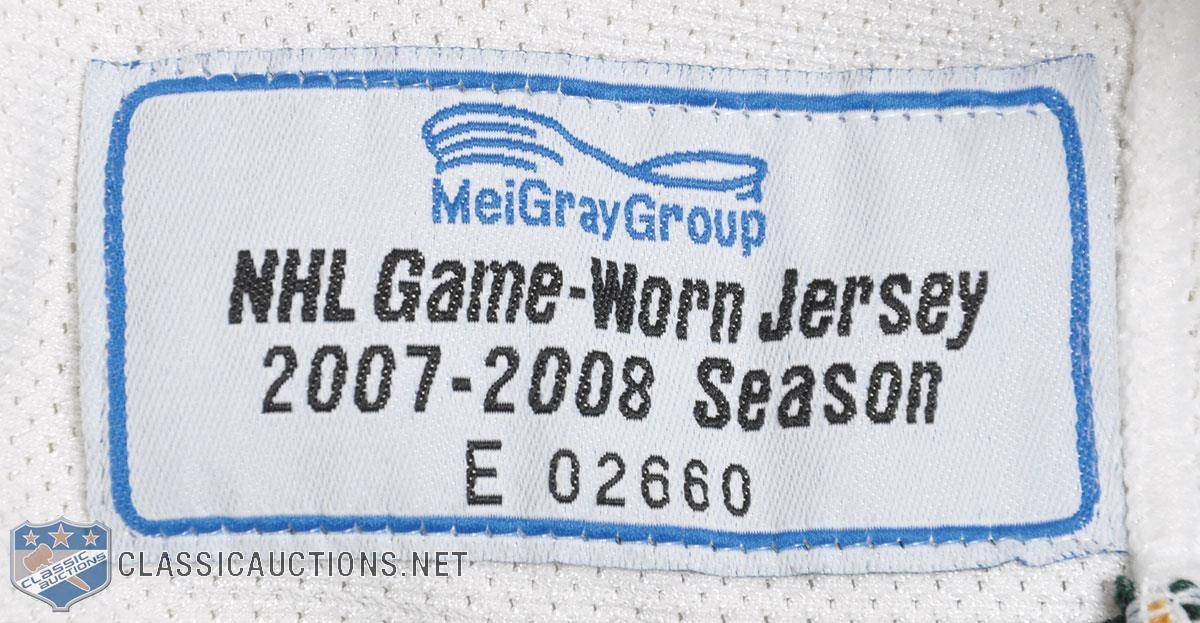 MeiGrayGroup
NHL Game-Worn Jersey
2007-2008 Season
E 02660
CLASSIC
AUCTIONS
CLASSICAUCTIONS.NET